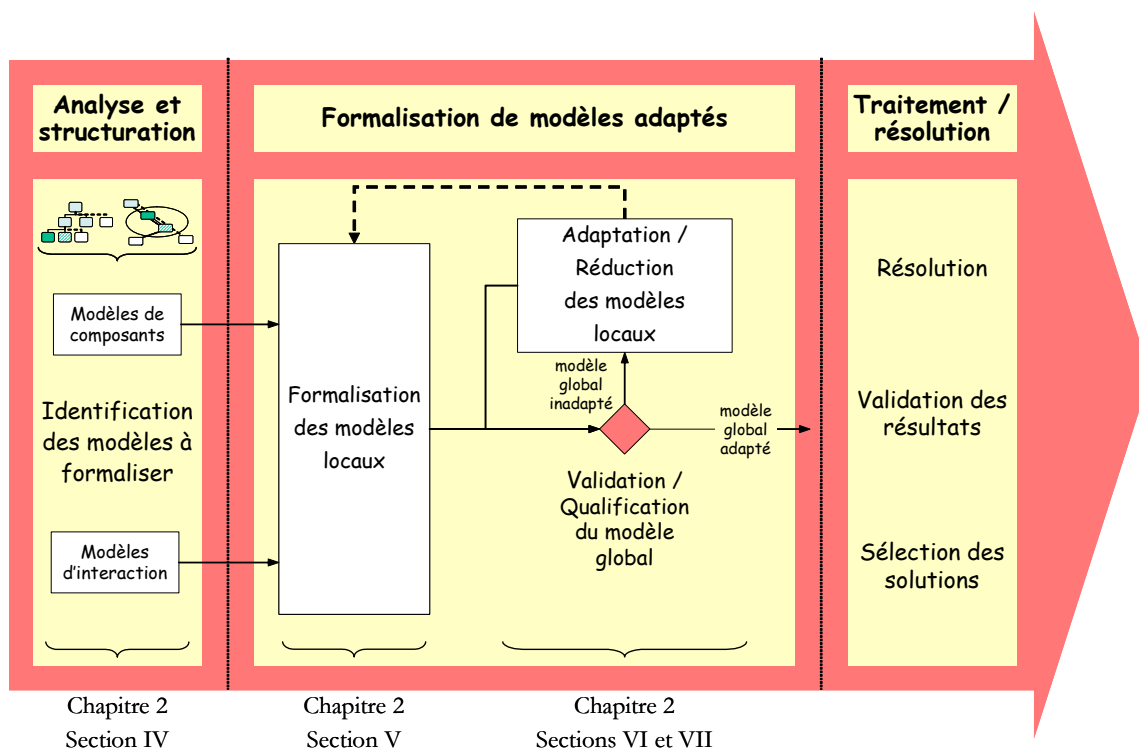 Analyse et
structuration
Formalisation de modèles adaptés
Traitement /
résolution
Modèles de
composants
Identification
des modèles à
formaliser
Modèles
d'interaction
Formalisation
des modèles
locaux
Adaptation /
Réduction
des modèles
locaux
modèle
global
inadapté
modèle
global
adapté
Validation /
Qualification
du modèle
global
Résolution
Validation des
résultats
Sélection des
solutions
Chapitre 2
Section IV
Chapitre 2
Section V
Chapitre 2
Sections VI et VII